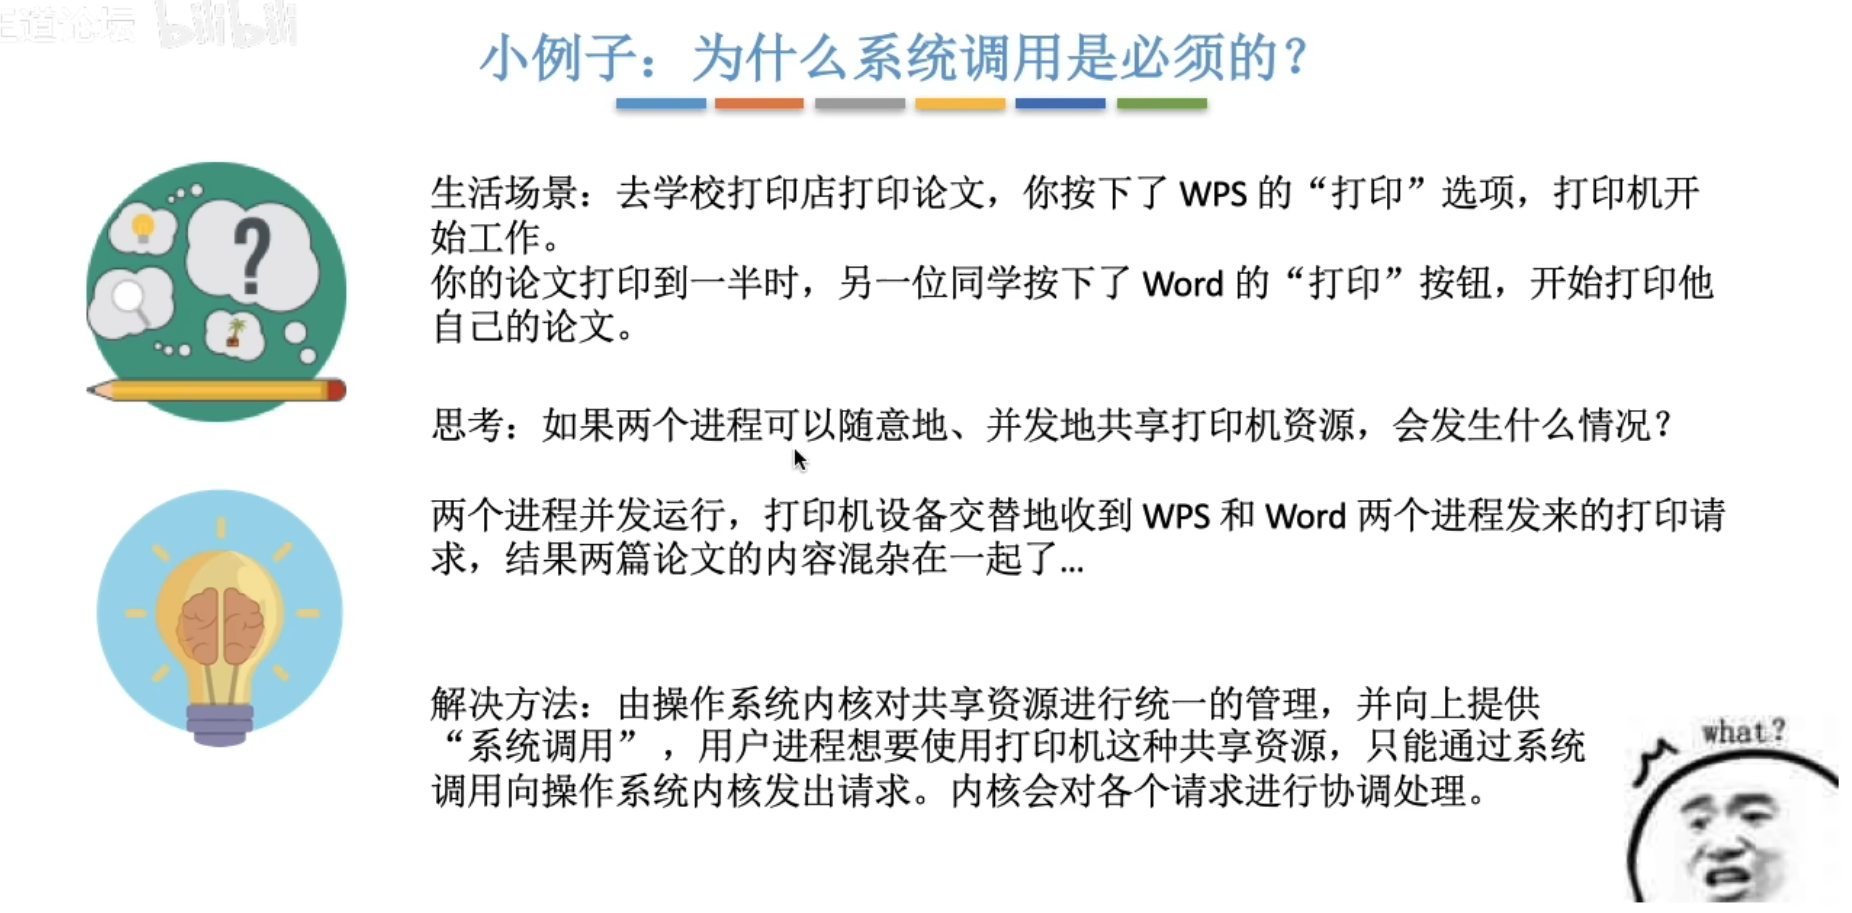 王道论坛 bilibili
小例子：为什么系统调用是必须的？
生活场景：去学校打印店打印论文，你按下了 WPS 的“打印”选项，打印机开
始工作。
你的论文打印到一半时，另一位同学按下了 Word 的“打印”按钮，开始打印他
自己的论文。
思考：如果两个进程可以随意地、并发地共享打印机资源，会发生什么情况？
两个进程并发运行，打印机设备交替地收到 WPS 和 Word 两个进程发来的打印请
求，结果两篇论文的内容混杂在一起了...
解决方法：由操作系统内核对共享资源进行统一的管理，并向上提供
“系统调用”，用户进程想要使用打印机这种共享资源，只能通过系统
调用向操作系统内核发出请求。内核会对各个请求进行协调处理。
what?